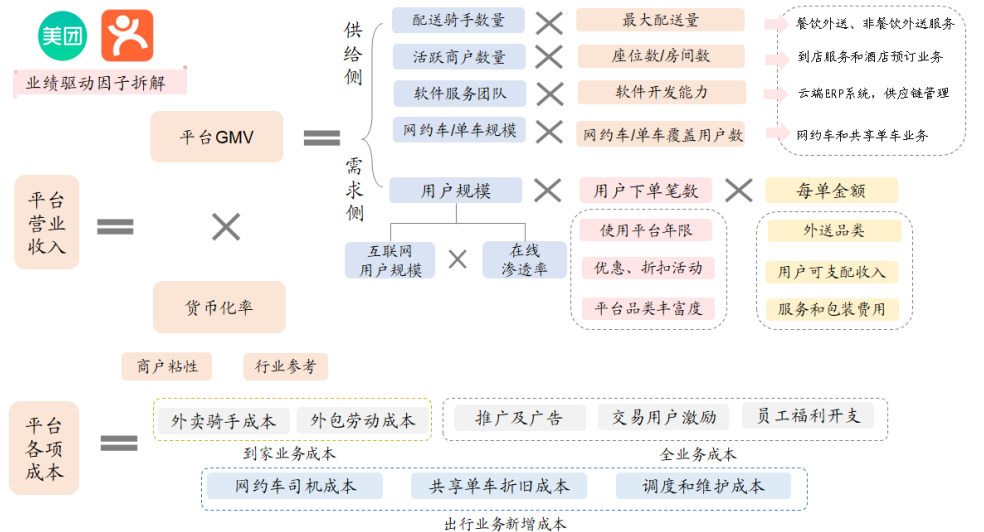 美团
业绩驱动因子拆解
供给侧
配送骑手数量
最大配送量
餐饮外送、非餐饮外送服务
活跃商户数量
座位数/房间数
到店服务和酒店预订业务
软件服务团队
软件开发能力
云端ERP系统，供应链管理
网约车/单车规模
网约车/单车覆盖用户数
网约车和共享单车业务
平台GMV
需求侧
用户规模
用户下单笔数
每单金额
平台
营业
收入
互联网
用户规模
在线
渗透率
使用平台年限
优惠、折扣活动
平台品类丰富度
外送品类
用户可支配收入
服务和包装费用
货币化率
商户粘性
行业参考
平台
各项
成本
外卖骑手成本
外包劳动成本
推广及广告
交易用户激励
员工福利开支
到家业务成本
全业务成本
网约车司机成本
共享单车折旧成本
调度和维护成本
出行业务新增成本